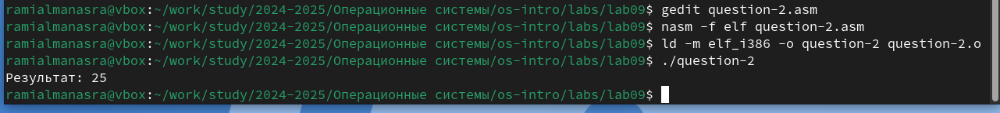 ramialmanasra@vbox:~/work/study/2024-2025/Операционные системы/os-intro/labs/lab09$ gedit question-2.asm
ramialmanasra@vbox:~/work/study/2024-2025/Операционные системы/os-intro/labs/lab09$ nasm -f elf question-2.asm
ramialmanasra@vbox:~/work/study/2024-2025/Операционные системы/os-intro/labs/lab09$ ld -m elf_i386 -o question-2 question-2.o
ramialmanasra@vbox:~/work/study/2024-2025/Операционные системы/os-intro/labs/lab09$ ./question-2
Результат: 25
ramialmanasra@vbox:~/work/study/2024-2025/Операционные системы/os-intro/labs/lab09$